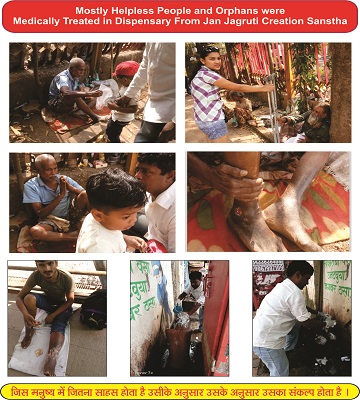 Mostly Helpless People and Orphans were
Medically Treated in Dispensary From Jan Jagruti Creation Sanstha
जिस मनुष्य में जितना साहस होता है उसीके अनुसार उसके अनुसार उसका संकल्प होता है ।